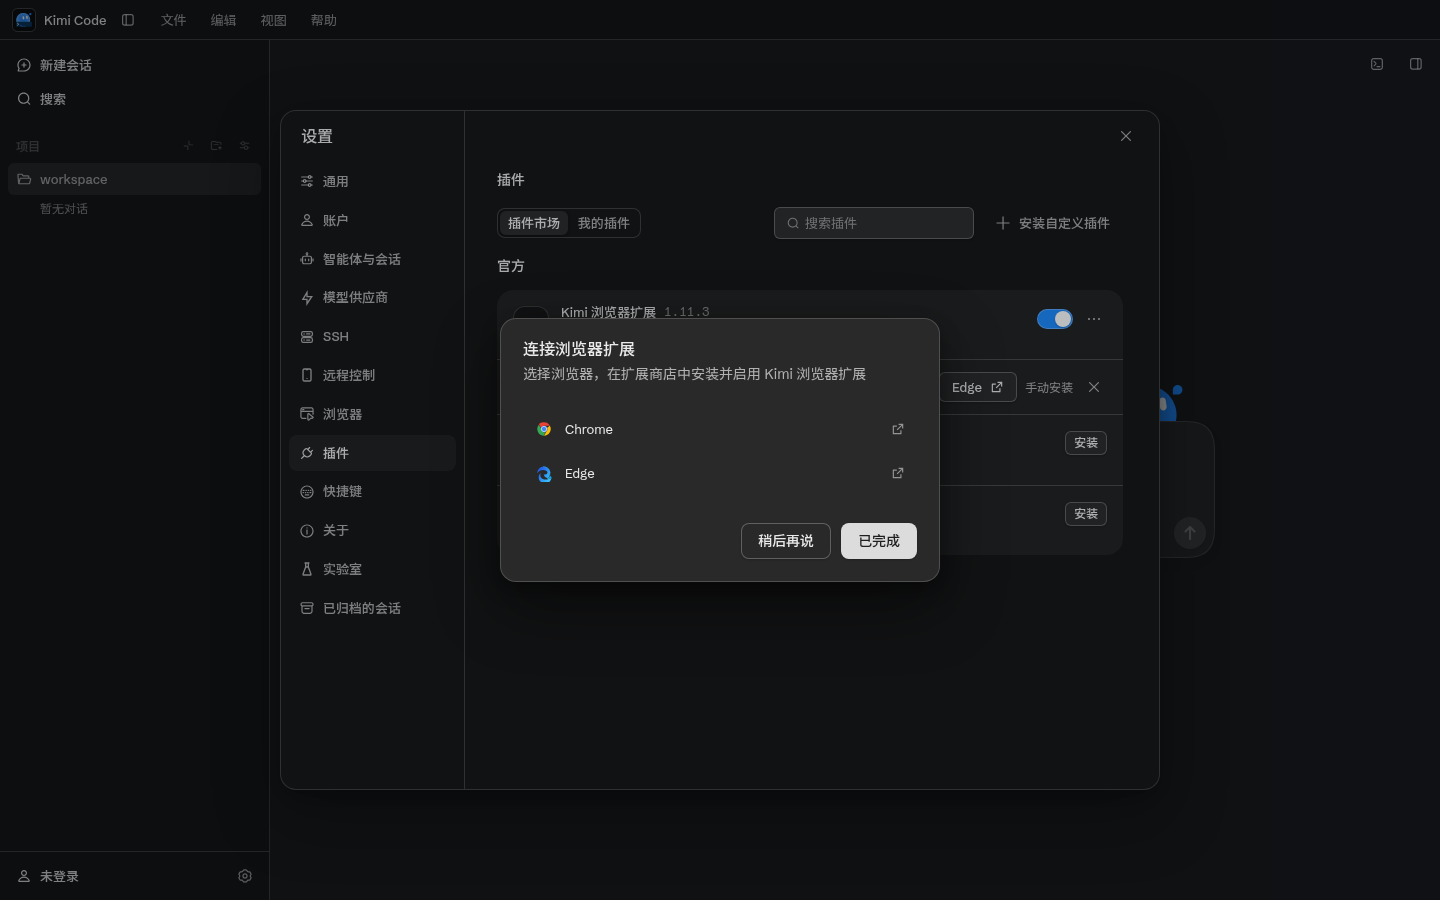 Kimi Code
文件
编辑
视图
帮助
新建会话
搜索
项目
workspace
暂无对话
未登录
设置
通用
账户
智能体与会话
模型供应商
SSH
远程控制
浏览器
插件
快捷键
关于
实验室
已归档的会话
插件
插件市场
我的插件
搜索插件
安装自定义插件
官方
Kimi 浏览器扩展 1.11.3
Edge
手动安装
安装
安装
连接浏览器扩展
选择浏览器，在扩展商店中安装并启用 Kimi 浏览器扩展
Chrome
Edge
稍后再说
已完成